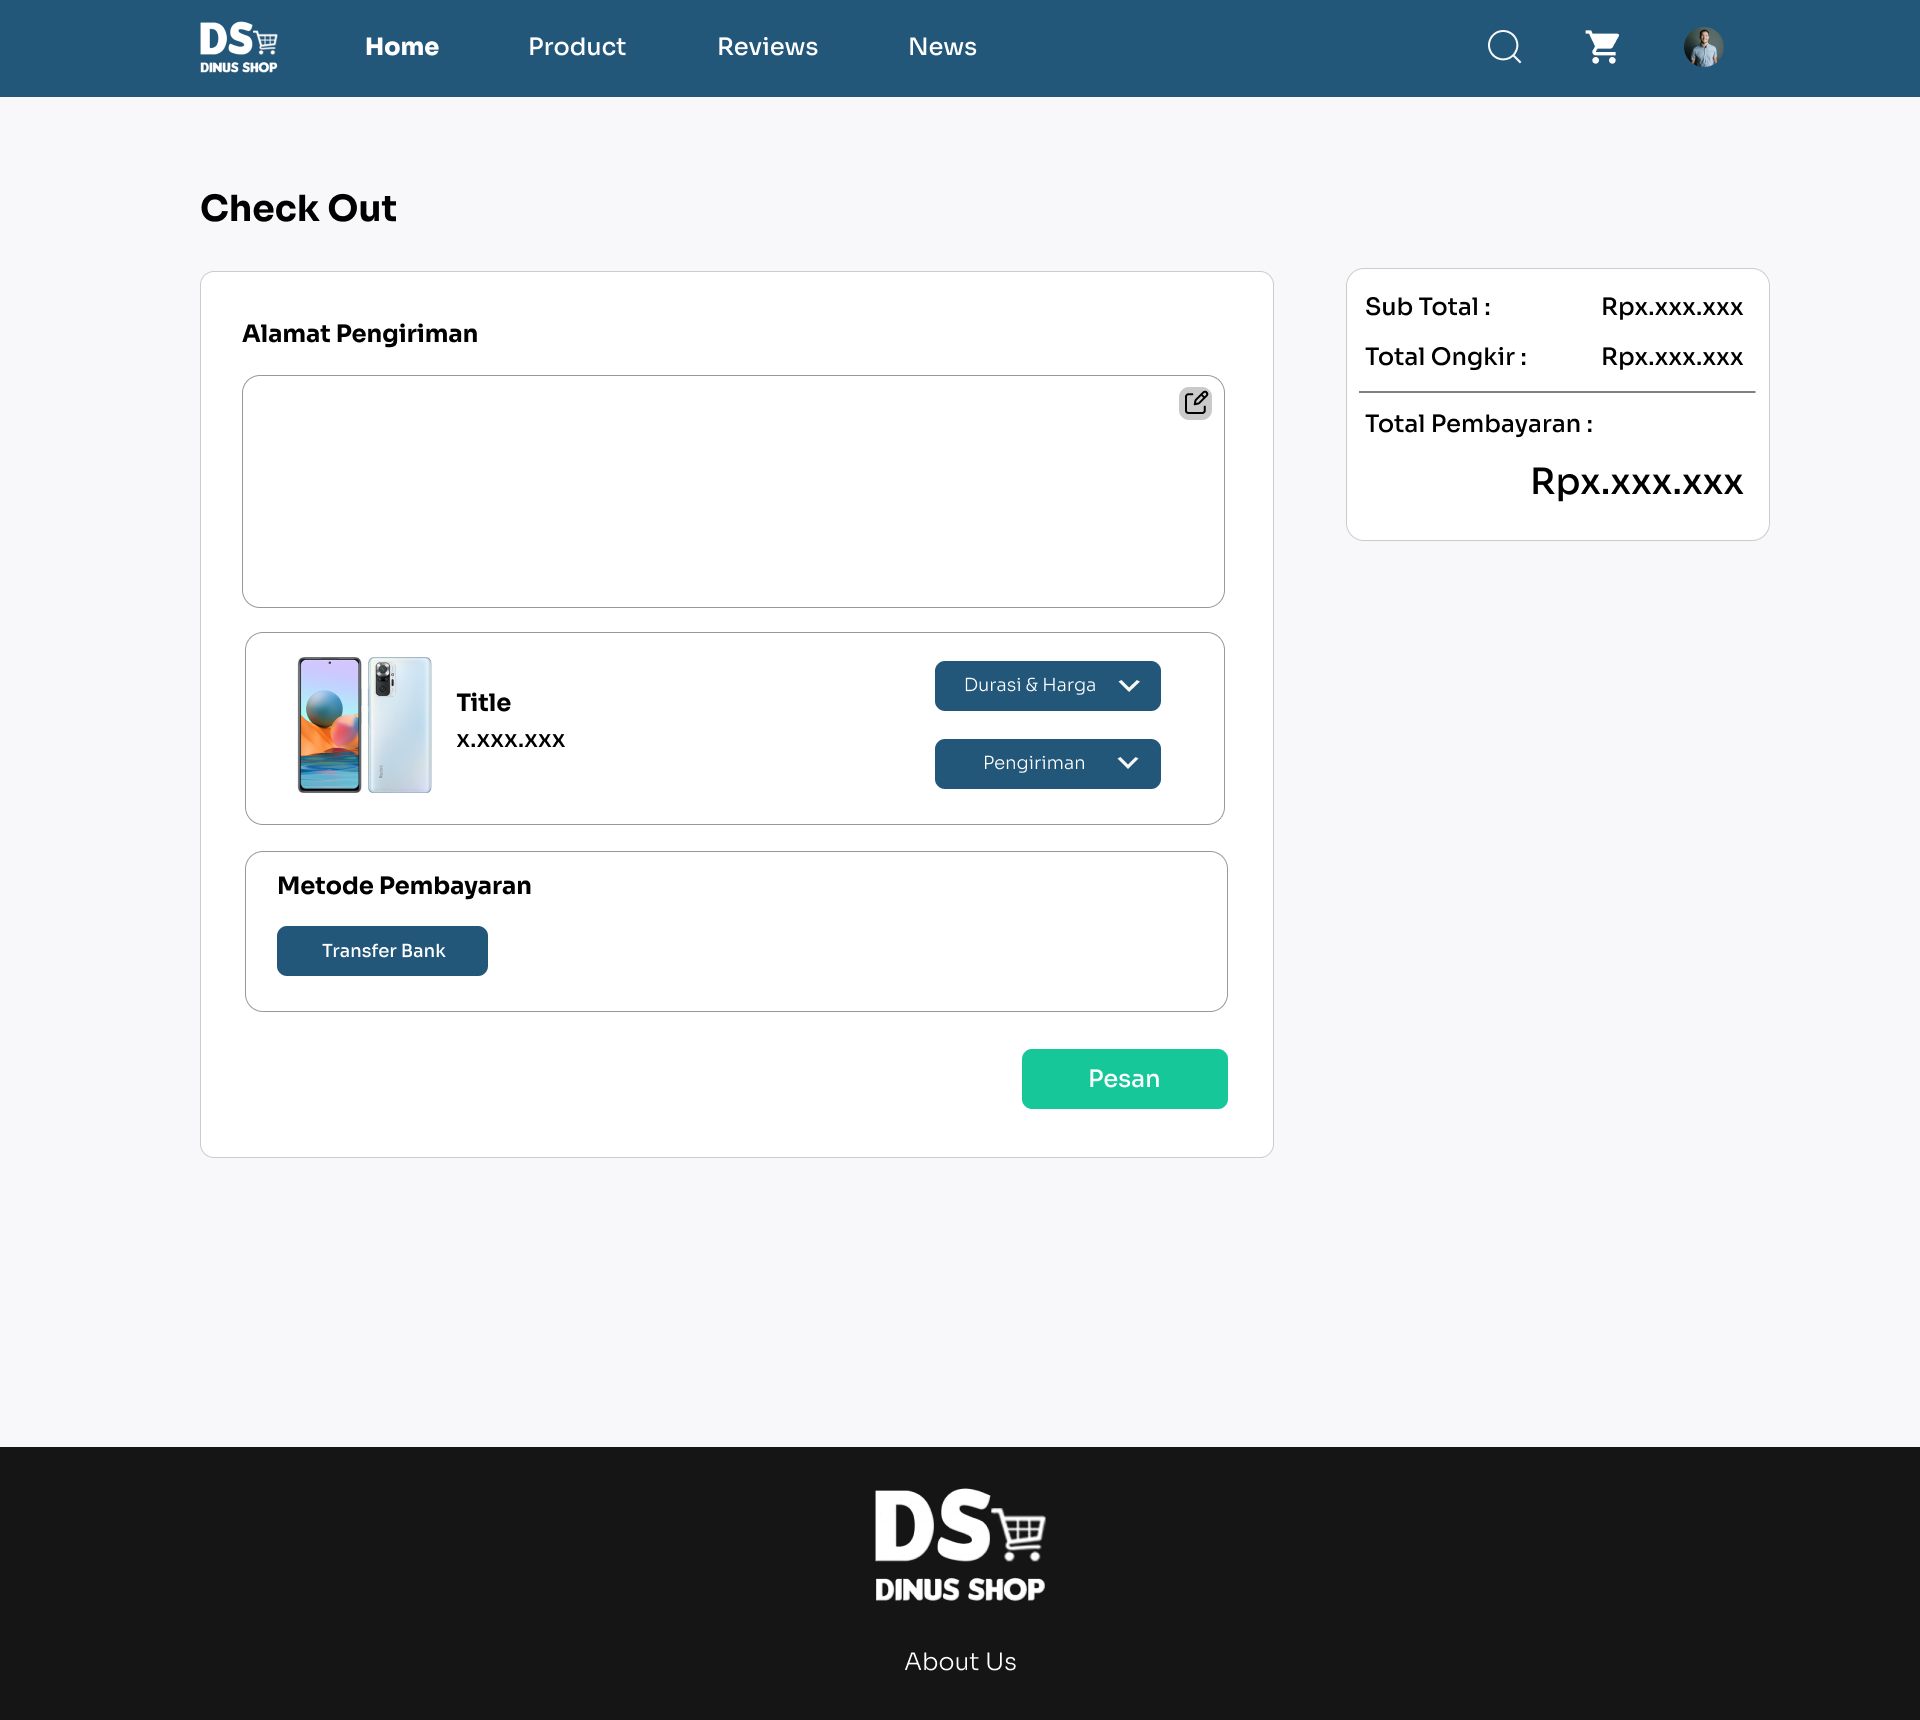 DS
DINUS SHOP
Home
Product
Reviews
News
Check Out
Alamat Pengiriman
Sub Total :
Rpx.xxx.xxx
Total Ongkir :
Rpx.xxx.xxx
Total Pembayaran :
Rpx.xxx.xxx
Title
x.xxx.xxx
Durasi & Harga
Pengiriman
Metode Pembayaran
Transfer Bank
Pesan
DS
DINUS SHOP
About Us